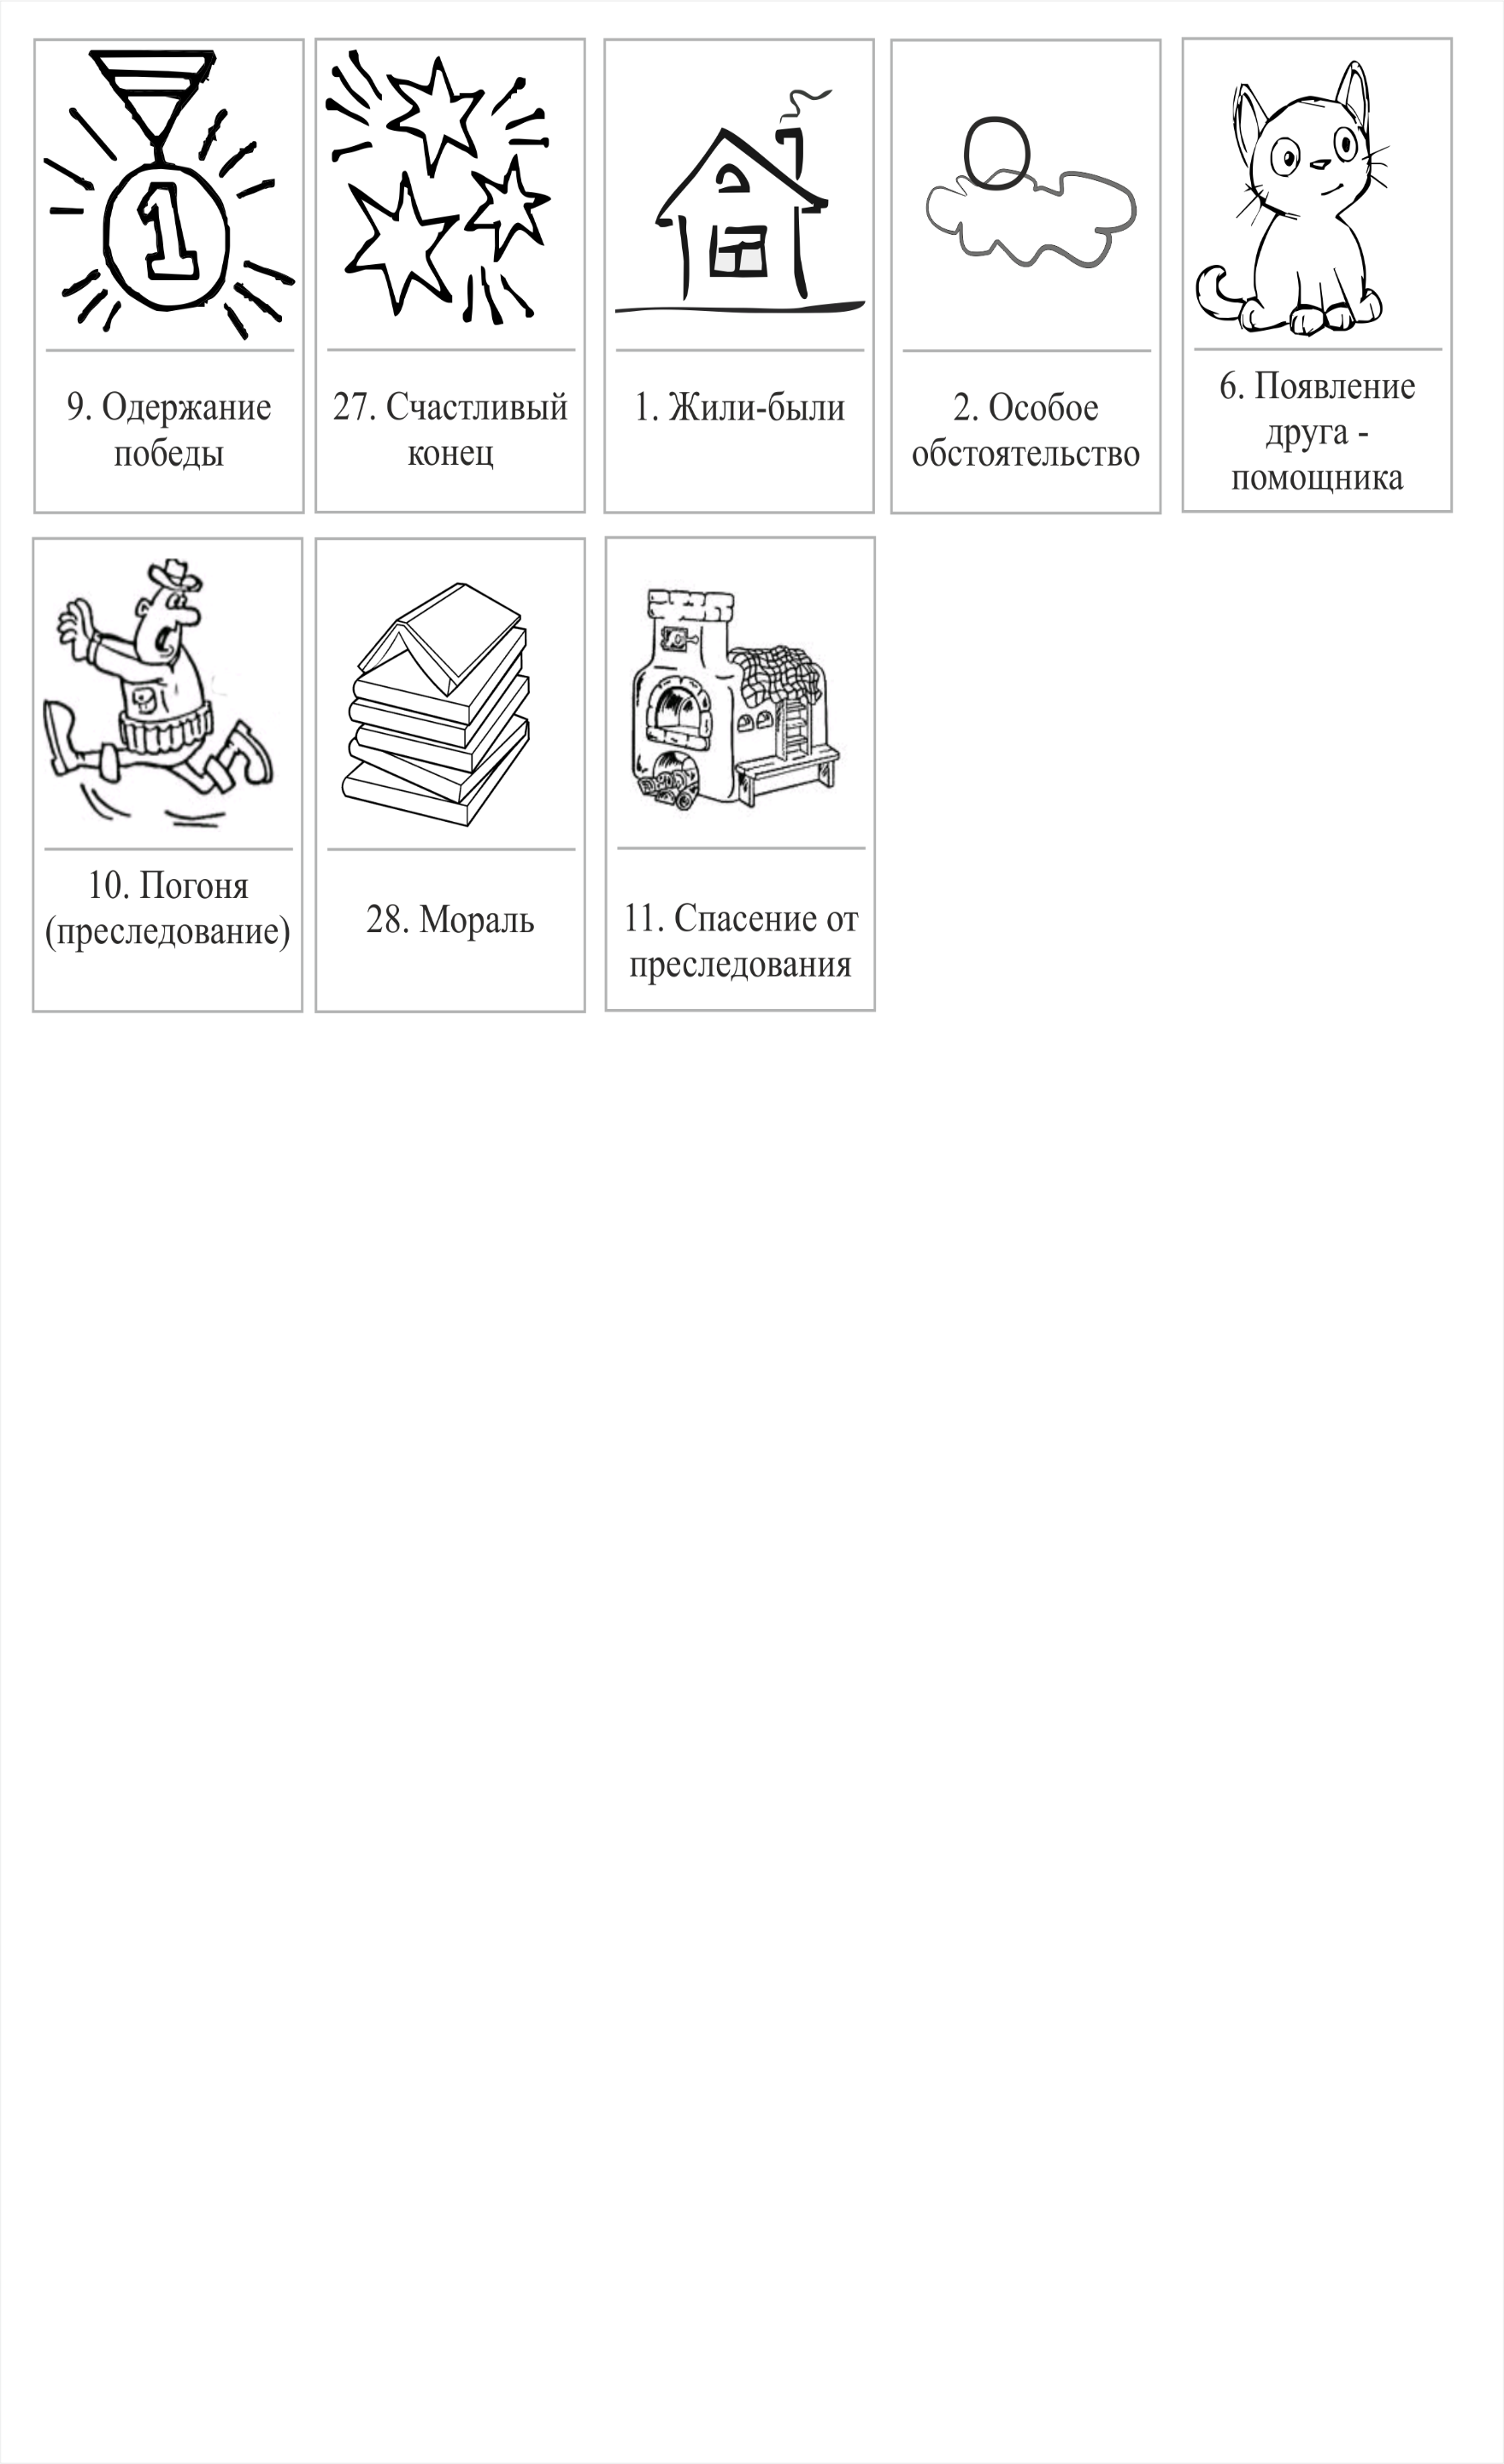 1
9. Одержание
победы
27. Счастливый
конец
1. Жили-были
2. Особое
обстоятельство
6. Появление
друга -
помощника
10. Погоня
(преследование)
28. Мораль
11. Спасение от
преследования